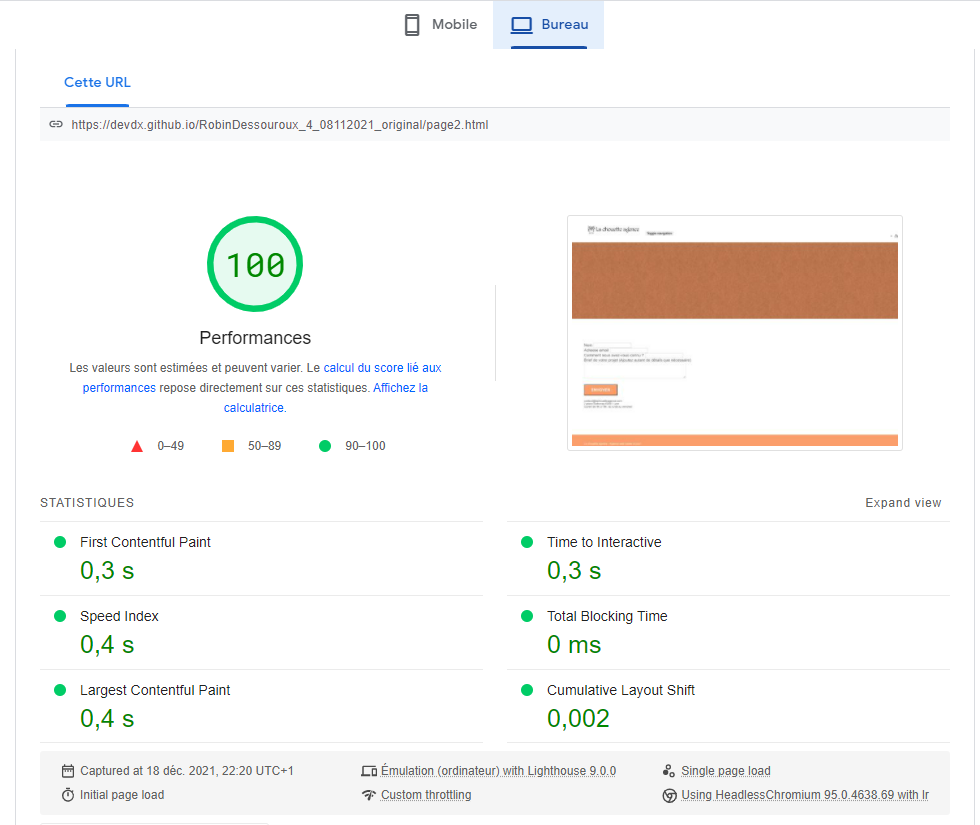 Mobile
Bureau
Cette URL
https://devdx.github.io/RobinDessouroux_4_08112021_original/page2.html
100
Performances
Les valeurs sont estimées et peuvent varier. Le calcul du score lié aux
performances repose directement sur ces statistiques. Affichez la
calculatrice.
0–49
50–89
90–100
La chouette agence
STATISTIQUES
Expand view
First Contentful Paint
0,3 s
Time to Interactive
0,3 s
Speed Index
0,4 s
Total Blocking Time
0 ms
Largest Contentful Paint
0,4 s
Cumulative Layout Shift
0,002
Captured at 18 déc. 2021, 22:20 UTC+1
Émulation (ordinateur) with Lighthouse 9.0.0
Single page load
Initial page load
Custom throttling
Using HeadlessChromium 95.0.4638.69 with lr